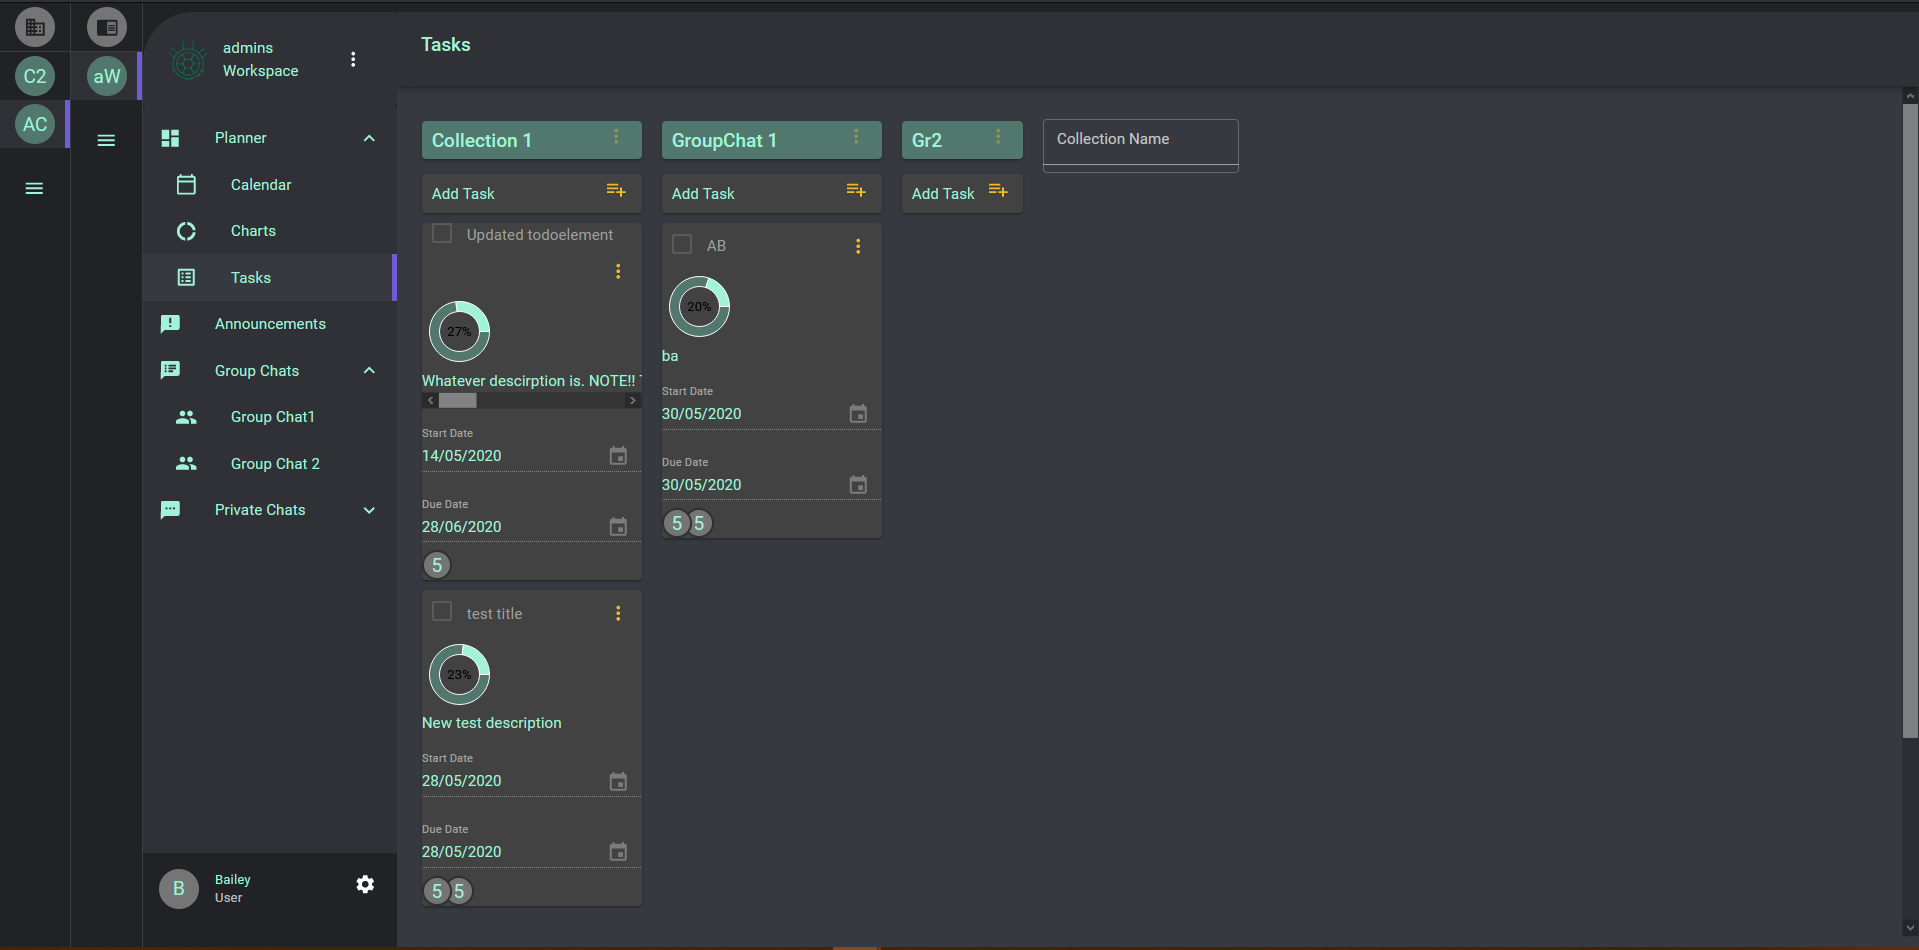 C2
AC
aW
admins
Workspace
Planner
Calendar
Charts
Tasks
Announcements
Group Chats
Group Chat1
Group Chat 2
Private Chats
B
Bailey
User
Tasks
Collection 1
Add Task
Updated todoelement
27%
Whatever descirption is. NOTE!!
Start Date
14/05/2020
Due Date
28/06/2020
5
test title
23%
New test description
Start Date
28/05/2020
Due Date
28/05/2020
5 5
GroupChat 1
Add Task
AB
20%
ba
Start Date
30/05/2020
Due Date
30/05/2020
5 5
Gr2
Add Task
Collection Name